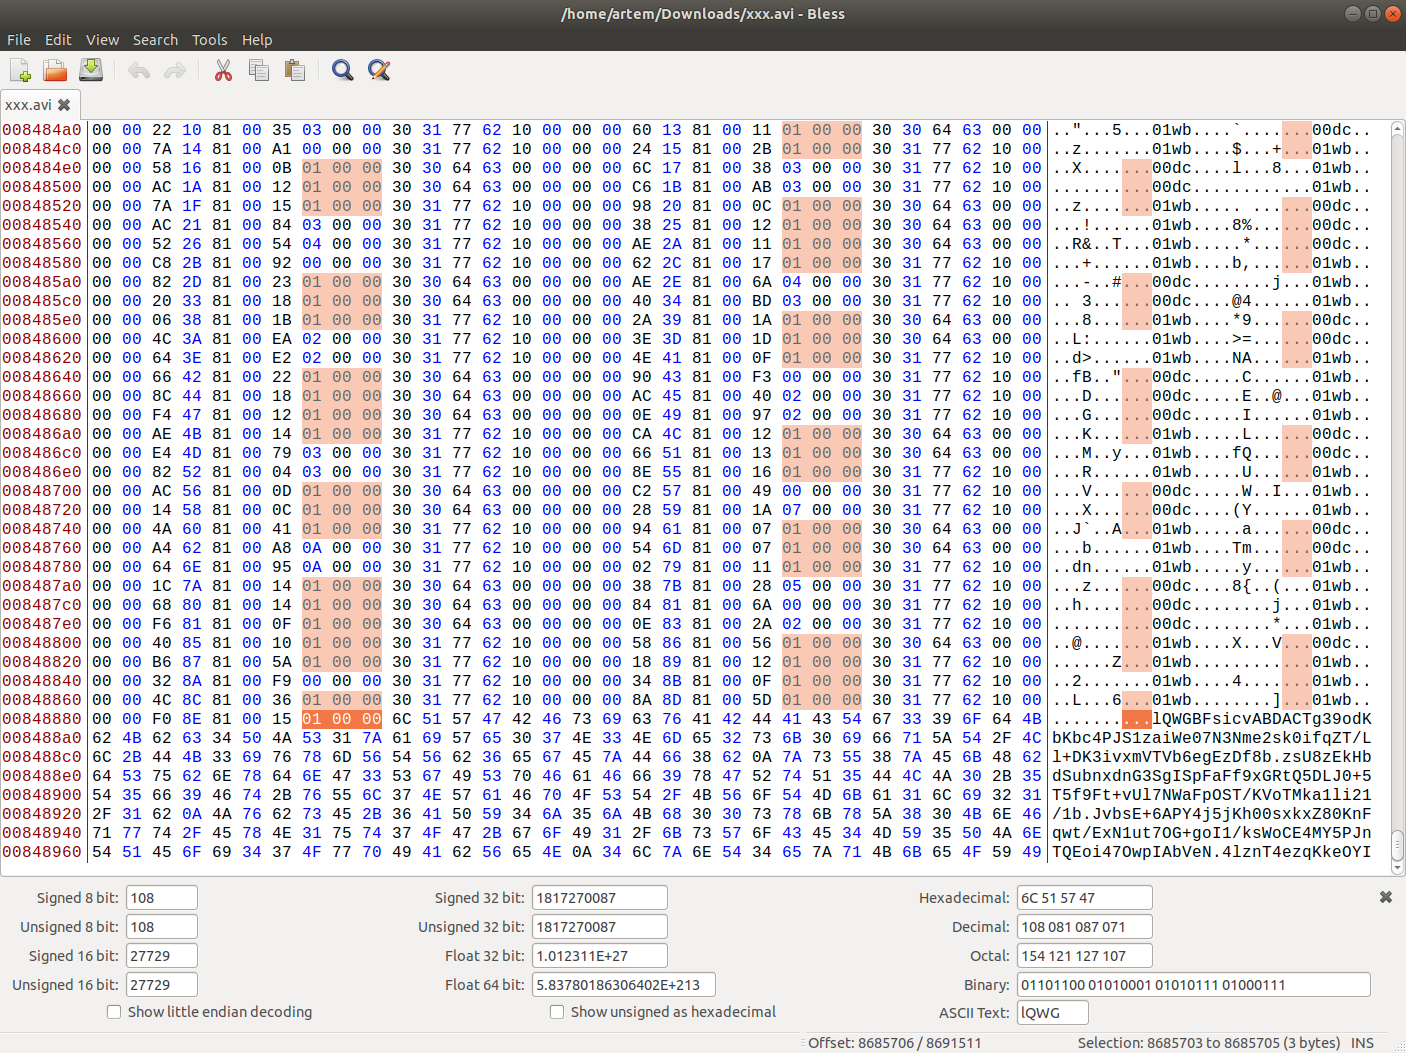 /home/artem/Downloads/xxx.avi - Bless
File Edit View Search Tools Help
xxx.avi
008484a0 00 00 22 10 81 00 35 03 00 00 30 31 77 62 10 00 00 00 60 13 81 00 11 01 00 00 30 30 64 63 00 00 .."...5...01wb....`.......00dc..
008484c0 00 00 7A 14 81 00 A1 00 00 00 30 31 77 62 10 00 00 00 24 15 81 00 2B 01 00 00 30 31 77 62 10 00 ..z.......01wb....$...+...01wb..
008484e0 00 00 58 16 81 00 0B 01 00 00 30 30 64 63 00 00 00 00 6C 17 81 00 38 03 00 00 30 31 77 62 10 00 ..X.......00dc....l...8...01wb..
00848500 00 00 AC 1A 81 00 12 01 00 00 30 30 64 63 00 00 00 00 C6 1B 81 00 AB 03 00 00 30 31 77 62 10 00 ..........00dc............01wb..
00848520 00 00 7A 1F 81 00 15 01 00 00 30 31 77 62 10 00 00 00 98 20 81 00 0C 01 00 00 30 30 64 63 00 00 ..z.......01wb..... ......00dc..
00848540 00 00 AC 21 81 00 84 03 00 00 30 31 77 62 10 00 00 00 38 25 81 00 12 01 00 00 30 30 64 63 00 00 ...!......01wb....8%......00dc..
00848560 00 00 52 26 81 00 54 04 00 00 30 31 77 62 10 00 00 00 AE 2A 81 00 11 01 00 00 30 30 64 63 00 00 ..R&..T...01wb.....*......00dc..
00848580 00 00 C8 2B 81 00 92 00 00 00 30 31 77 62 10 00 00 00 62 2C 81 00 17 01 00 00 30 31 77 62 10 00 ...+......01wb....b,......01wb..
008485a0 00 00 82 2D 81 00 23 01 00 00 30 30 64 63 00 00 00 00 AE 2E 81 00 6A 04 00 00 30 31 77 62 10 00 ...-..#...00dc........j...01wb..
008485c0 00 00 20 33 81 00 18 01 00 00 30 30 64 63 00 00 00 00 40 34 81 00 BD 03 00 00 30 31 77 62 10 00 .. 3......00dc....@4......01wb..
008485e0 00 00 06 38 81 00 1B 01 00 00 30 31 77 62 10 00 00 00 2A 39 81 00 1A 01 00 00 30 30 64 63 00 00 ...8......01wb....*9......00dc..
00848600 00 00 4C 3A 81 00 EA 02 00 00 30 31 77 62 10 00 00 00 3E 3D 81 00 1D 01 00 00 30 30 64 63 00 00 ..L:......01wb....>=......00dc..
00848620 00 00 64 3E 81 00 E2 02 00 00 30 31 77 62 10 00 00 00 4E 41 81 00 0F 01 00 00 30 31 77 62 10 00 ..d>......01wb....NA......01wb..
00848640 00 00 66 42 81 00 22 01 00 00 30 30 64 63 00 00 00 00 90 43 81 00 F3 00 00 00 30 31 77 62 10 00 ..fB.."...00dc.....C......01wb..
00848660 00 00 8C 44 81 00 18 01 00 00 30 30 64 63 00 00 00 00 AC 45 81 00 40 02 00 00 30 31 77 62 10 00 ...D......00dc.....E..@...01wb..
00848680 00 00 F4 47 81 00 12 01 00 00 30 30 64 63 00 00 00 00 0E 49 81 00 97 02 00 00 30 31 77 62 10 00 ...G......00dc.....I......01wb..
008486a0 00 00 AE 4B 81 00 14 01 00 00 30 31 77 62 10 00 00 00 CA 4C 81 00 12 01 00 00 30 30 64 63 00 00 ...K......01wb.....L......00dc..
008486c0 00 00 E4 4D 81 00 79 03 00 00 30 31 77 62 10 00 00 00 66 51 81 00 13 01 00 00 30 30 64 63 00 00 ...M..y...01wb....fQ......00dc..
008486e0 00 00 82 52 81 00 04 03 00 00 30 31 77 62 10 00 00 00 8E 55 81 00 16 01 00 00 30 31 77 62 10 00 ...R......01wb.....U......01wb..
00848700 00 00 AC 56 81 00 0D 01 00 00 30 30 64 63 00 00 00 00 C2 57 81 00 49 00 00 00 30 31 77 62 10 00 ...V......00dc.....W..I...01wb..
00848720 00 00 14 58 81 00 0C 01 00 00 30 30 64 63 00 00 00 00 28 59 81 00 1A 07 00 00 30 31 77 62 10 00 ...X......00dc....(Y......01wb..
00848740 00 00 4A 60 81 00 41 01 00 00 30 31 77 62 10 00 00 00 94 61 81 00 07 01 00 00 30 30 64 63 00 00 ..J`..A...01wb.....a......00dc..
00848760 00 00 A4 62 81 00 A8 0A 00 00 30 31 77 62 10 00 00 00 54 6D 81 00 07 01 00 00 30 30 64 63 00 00 ...b......01wb....Tm......00dc..
00848780 00 00 64 6E 81 00 95 0A 00 00 30 31 77 62 10 00 00 00 02 79 81 00 11 01 00 00 30 31 77 62 10 00 ..dn......01wb.....y......01wb..
008487a0 00 00 1C 7A 81 00 14 01 00 00 30 30 64 63 00 00 00 00 38 7B 81 00 28 05 00 00 30 31 77 62 10 00 ...z......00dc....8{..(...01wb..
008487c0 00 00 68 80 81 00 14 01 00 00 30 30 64 63 00 00 00 00 84 81 81 00 6A 00 00 00 30 31 77 62 10 00 ..h.......00dc........j...01wb..
008487e0 00 00 F6 81 81 00 0F 01 00 00 30 30 64 63 00 00 00 00 0E 83 81 00 2A 02 00 00 30 31 77 62 10 00 ..........00dc........*...01wb..
00848800 00 00 40 85 81 00 10 01 00 00 30 31 77 62 10 00 00 00 58 86 81 00 56 01 00 00 30 30 64 63 00 00 ..@.......01wb....X...V...00dc..
00848820 00 00 B6 87 81 00 5A 01 00 00 30 31 77 62 10 00 00 00 18 89 81 00 12 01 00 00 30 31 77 62 10 00 ......Z...01wb............01wb..
00848840 00 00 32 8A 81 00 F9 00 00 00 30 31 77 62 10 00 00 00 34 8B 81 00 0F 01 00 00 30 31 77 62 10 00 ..2.......01wb....4.......01wb..
00848860 00 00 4C 8C 81 00 36 01 00 00 30 31 77 62 10 00 00 00 8A 8D 81 00 5D 01 00 00 30 31 77 62 10 00 ..L...6...01wb........]...01wb..
00848880 00 00 F0 8E 81 00 15 01 00 00 6C 51 57 47 42 46 73 69 63 76 41 42 44 41 43 54 67 33 39 6F 64 4B ..........lQWGBFsicvABDACTg39odK
008488a0 62 4B 62 63 34 50 4A 53 31 7A 61 69 57 65 30 37 4E 33 4E 6D 65 32 73 6B 30 69 66 71 5A 54 2F 4C bKbc4PJS1zaiWe07N3Nme2sk0ifqZT/L
008488c0 6C 2B 44 4B 33 69 76 78 6D 56 54 56 62 36 65 67 45 7A 44 66 38 62 0A 7A 73 55 38 7A 45 6B 48 62 l+DK3ivxmVTVb6egEzDf8b.zsU8zEkHb
008488e0 64 53 75 62 6E 78 64 6E 47 33 53 67 49 53 70 46 61 46 66 39 78 47 52 74 51 35 44 4C 4A 30 2B 35 dSubnxdnG3SgISpFaFf9xGRtQ5DLJ0+5
00848900 54 35 66 39 46 74 2B 76 55 6C 37 4E 57 61 46 70 4F 53 54 2F 4B 56 6F 54 4D 6B 61 31 6C 69 32 31 T5f9Ft+vUl7NWaFpOST/KVoTMka1li21
00848920 2F 31 62 0A 4A 76 62 73 45 2B 36 41 50 59 34 6A 35 6A 4B 68 30 30 73 78 6B 78 5A 38 30 4B 6E 46 /1b.JvbsE+6APY4j5jKh00sxkxZ80KnF
00848940 71 77 74 2F 45 78 4E 31 75 74 37 4F 47 2B 67 6F 49 31 2F 6B 73 57 6F 43 45 34 4D 59 35 50 4A 6E qwt/ExN1ut7OG+goI1/ksWoCE4MY5PJn
00848960 54 51 45 6F 69 34 37 4F 77 70 49 41 62 56 65 4E 0A 34 6C 7A 6E 54 34 65 7A 71 4B 6B 65 4F 59 49 TQEoi47OwpIAbVeN.4lznT4ezqKkeOYI
Signed 8 bit: 108 Signed 32 bit: 1817270087 Hexadecimal: 6C 51 57 47
Unsigned 8 bit: 108 Unsigned 32 bit: 1817270087 Decimal: 108 081 087 071
Signed 16 bit: 27729 Float 32 bit: 1.012311E+27 Octal: 154 121 127 107
Unsigned 16 bit: 27729 Float 64 bit: 5.83780186306402E+213 Binary: 01101100 01010001 01010111 01000111
Show little endian decoding Show unsigned as hexadecimal ASCII Text: lQWG
Offset: 8685706 / 8691511 Selection: 8685703 to 8685705 (3 bytes) INS